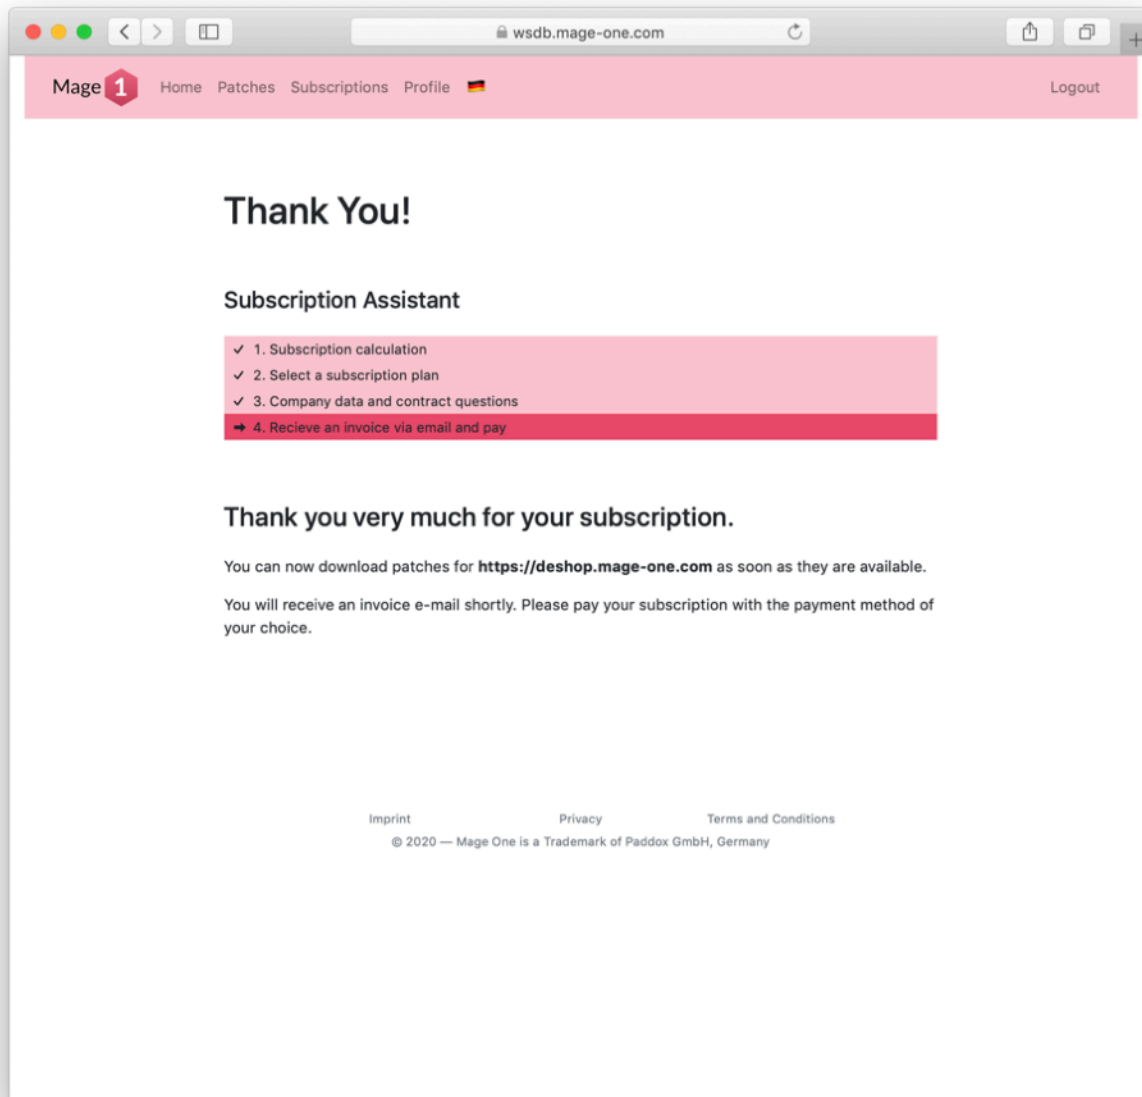 wsdb.mage-one.com
Mage 1 Home Patches Subscriptions Profile Logout
Thank You!
Subscription Assistant
✓ 1. Subscription calculation
✓ 2. Select a subscription plan
✓ 3. Company data and contract questions
➡ 4. Recieve an invoice via email and pay
Thank you very much for your subscription.
You can now download patches for https://deshop.mage-one.com as soon as they are available.
You will receive an invoice e-mail shortly. Please pay your subscription with the payment method of
your choice.
Imprint Privacy Terms and Conditions
© 2020 — Mage One is a Trademark of Paddox GmbH, Germany